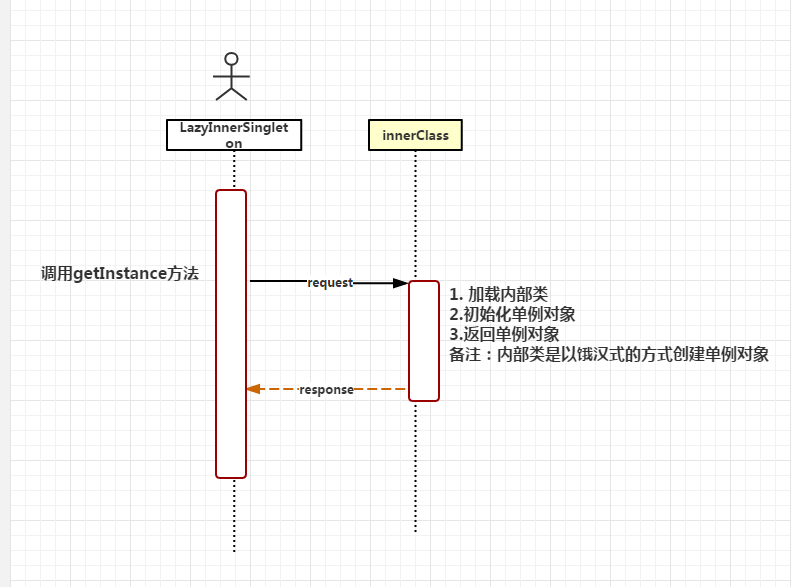 LazyInnerSinglet
on
innerClass
调用getInstance方法
request
1. 加载内部类
2.初始化单例对象
3.返回单例对象
备注：内部类是以饿汉式的方式创建单例对象
response